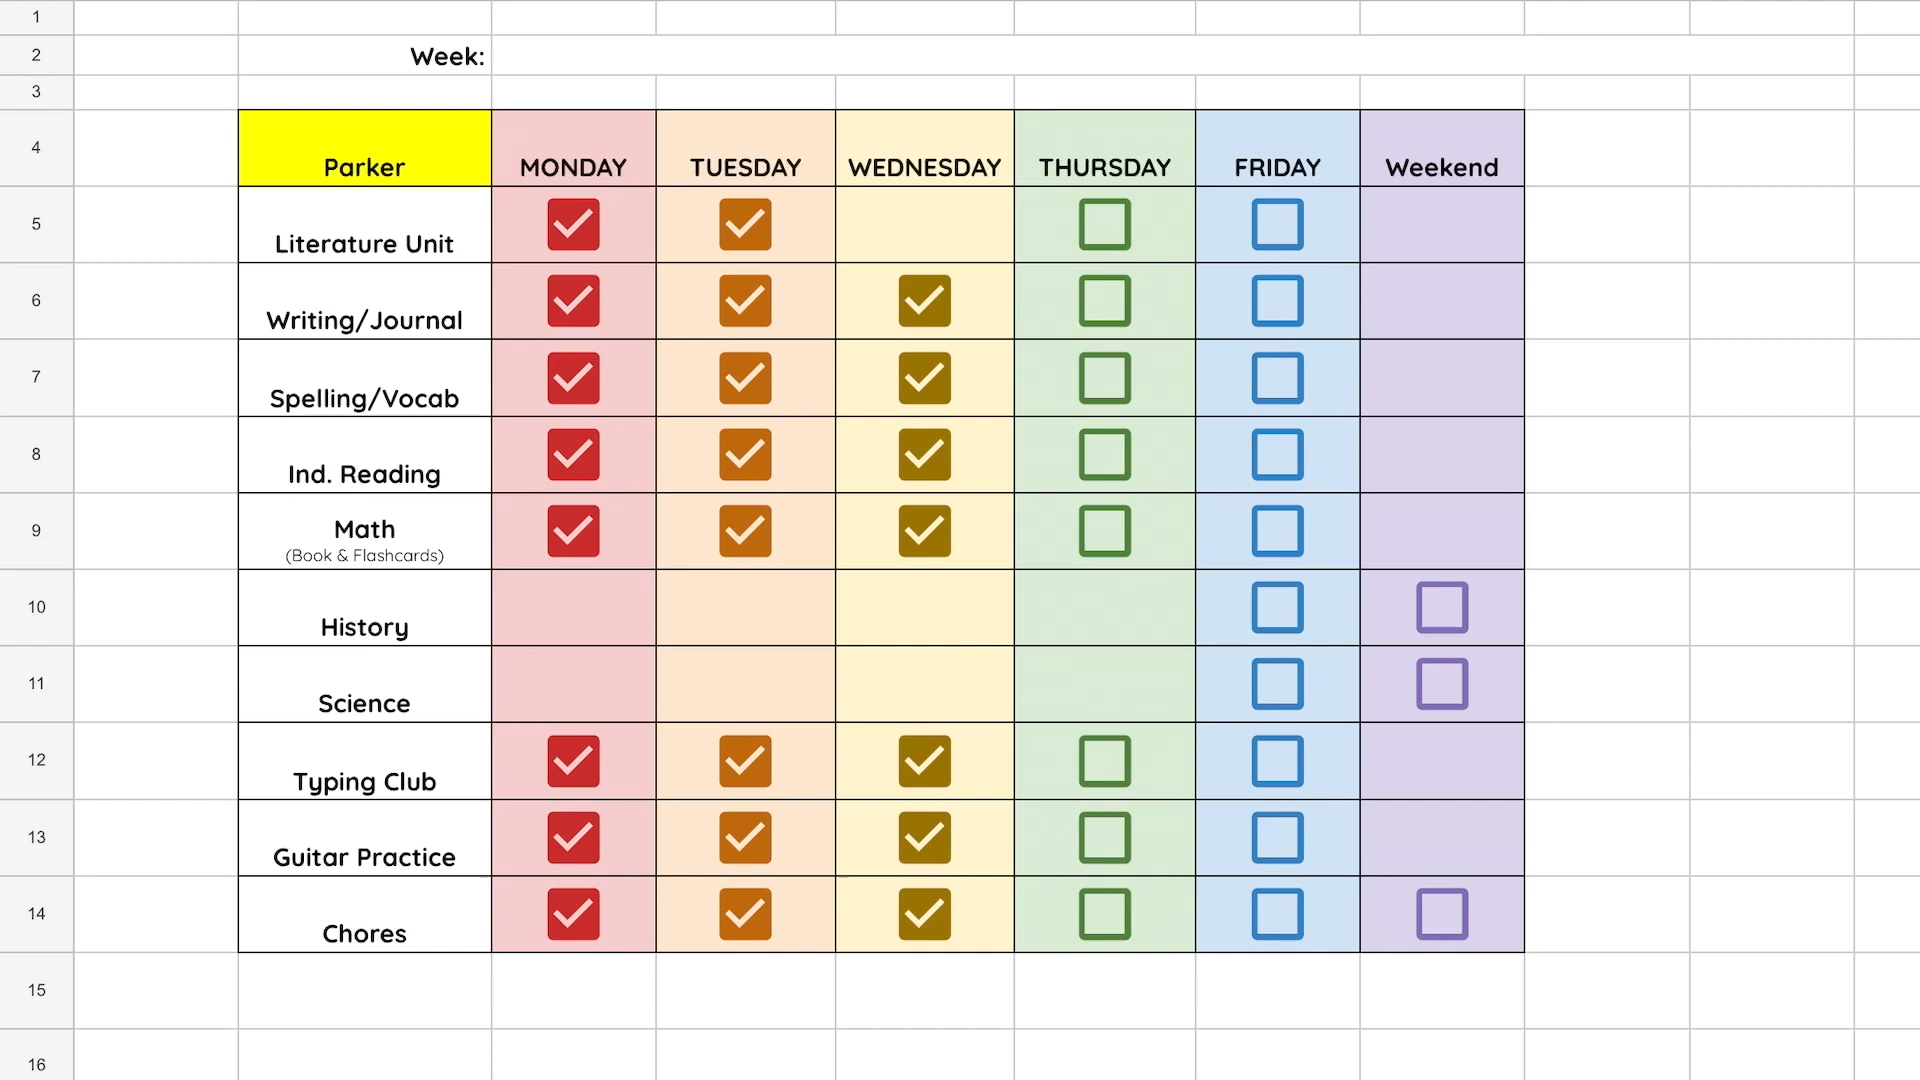 1
2 Week:
3
4 Parker MONDAY TUESDAY WEDNESDAY THURSDAY FRIDAY Weekend
5 Literature Unit
6 Writing/Journal
7 Spelling/Vocab
8 Ind. Reading
9 Math
(Book & Flashcards)
10 History
11 Science
12 Typing Club
13 Guitar Practice
14 Chores
15
16